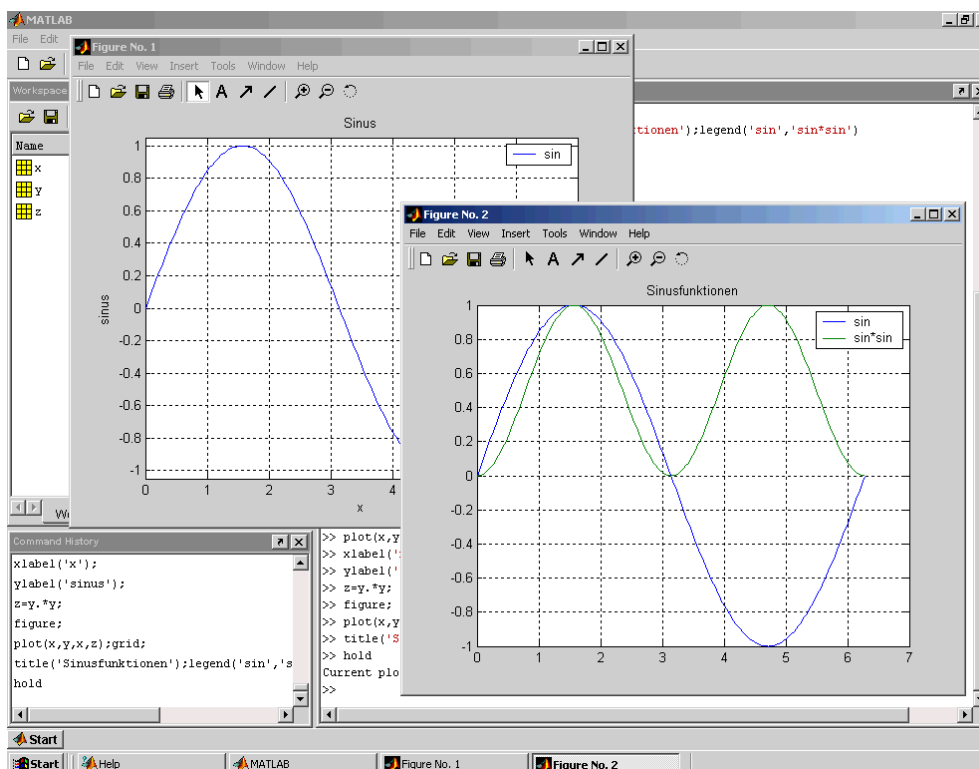 MATLAB
File Edit
Workspace
Name
x
y
z
Figure No. 1
File Edit View Insert Tools Window Help
Sinus
sin
1
0.8
0.6
0.4
0.2
0
-0.2
-0.4
-0.6
-0.8
-1
sinus
0 1 2 3 4
x
tionen');legend('sin','sin*sin')
Figure No. 2
File Edit View Insert Tools Window Help
Sinusfunktionen
sin
sin*sin
1
0.8
0.6
0.4
0.2
0
-0.2
-0.4
-0.6
-0.8
-1
0 1 2 3 4 5 6 7
Command History
xlabel('x');
ylabel('sinus');
z=y.*y;
figure;
plot(x,y,x,z);grid;
title('Sinusfunktionen');legend('sin','s
hold
>> plot(x,y
>> xlabel('
>> ylabel('
>> z=y.*y;
>> figure;
>> plot(x,y
>> title('S
>> hold
Current plo
>>
Start
Start Help MATLAB Figure No. 1 Figure No. 2